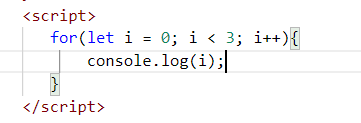 <script>
for(let i = 0; i < 3; i++){
console.log(i);
}
</script>